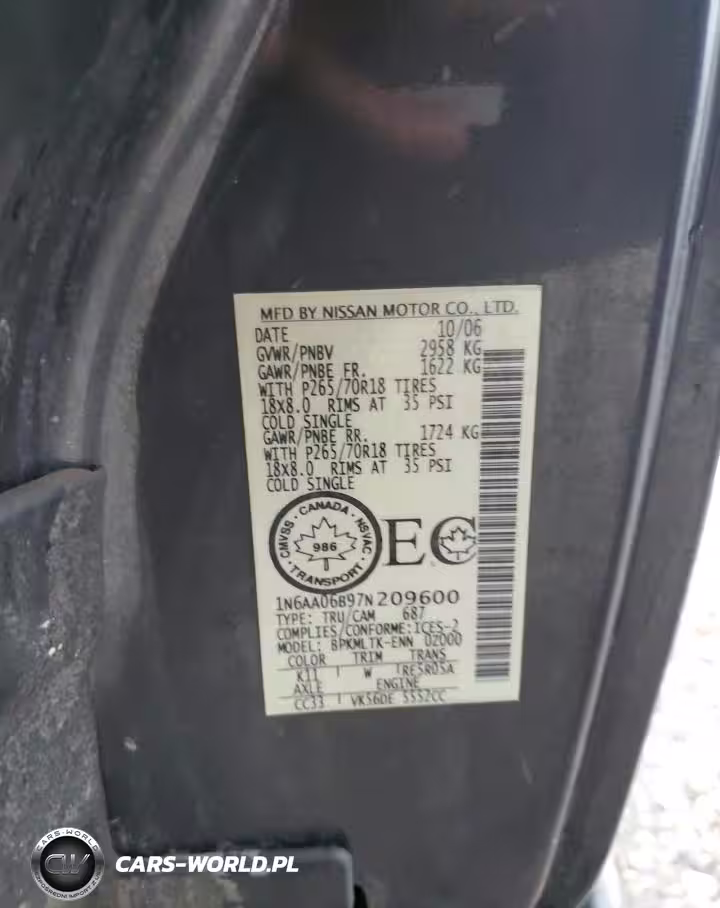 MFD BY NISSAN MOTOR CO., LTD.
DATE 10/06
GVWR/PNBV 2958 KG
GAWR/PNBE FR. 1622 KG
WITH P265/70R18 TIRES
18x8.0 RIMS AT 35 PSI
COLD SINGLE
GAWR/PNBE RR. 1724 KG
WITH P265/70R18 TIRES
18x8.0 RIMS AT 35 PSI
COLD SINGLE
CMVSS · CANADA · NSVAC · TRANSPORT ·
986
EC
1N6AA06B97N209600
TYPE: TRU/CAM 687
COMPLIES/CONFORME:ICES-2
MODEL: BPKMLTK-ENN 02000
COLOR TRIM TRANS
K11 W TRE5R05A
AXLE ENGINE
CC33 VK56DE 5552CC
CARS-WORLD
CW
CARS-WORLD.PL